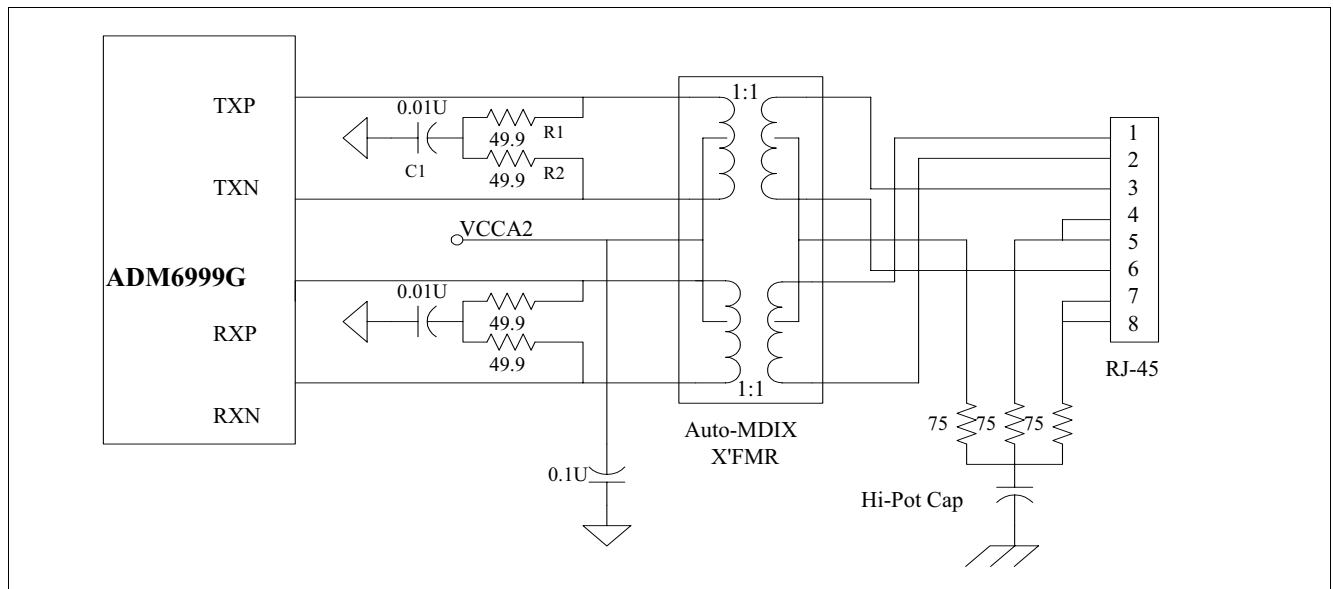 TXP
TXN
ADM6999G
RXP
RXN
0.01U
C1
49.9
R1
49.9
R2
VCCA2
0.01U
49.9
49.9
0.1U
1:1
1:1
Auto-MDIX
X'FMR
1
2
3
4
5
6
7
8
RJ-45
75
75
75
Hi-Pot Cap